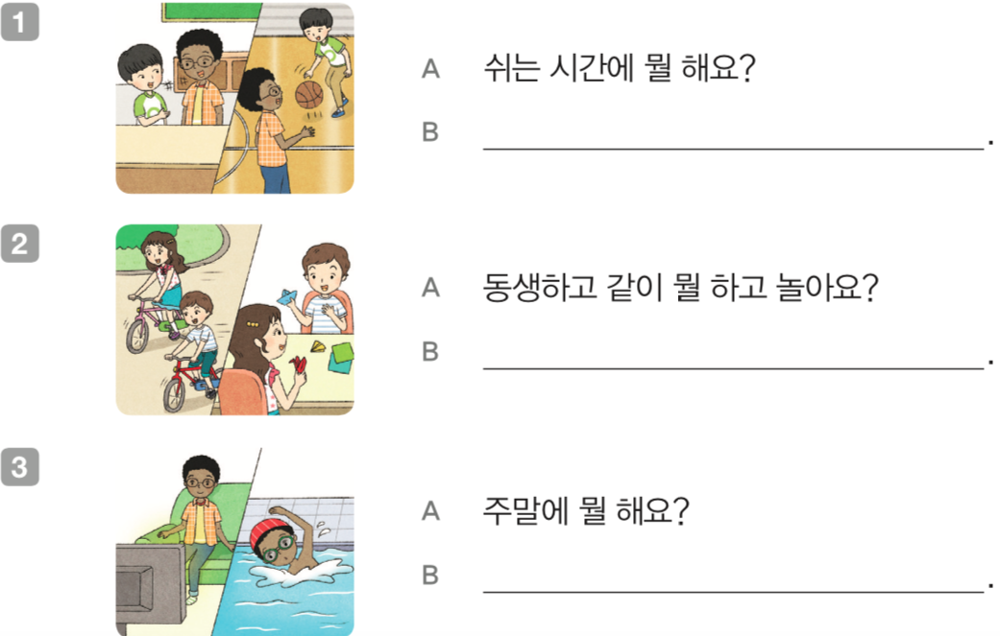 1
A 쉬는 시간에 뭘 해요?
B .
2
A 동생하고 같이 뭘 하고 놀아요?
B .
3
A 주말에 뭘 해요?
B .